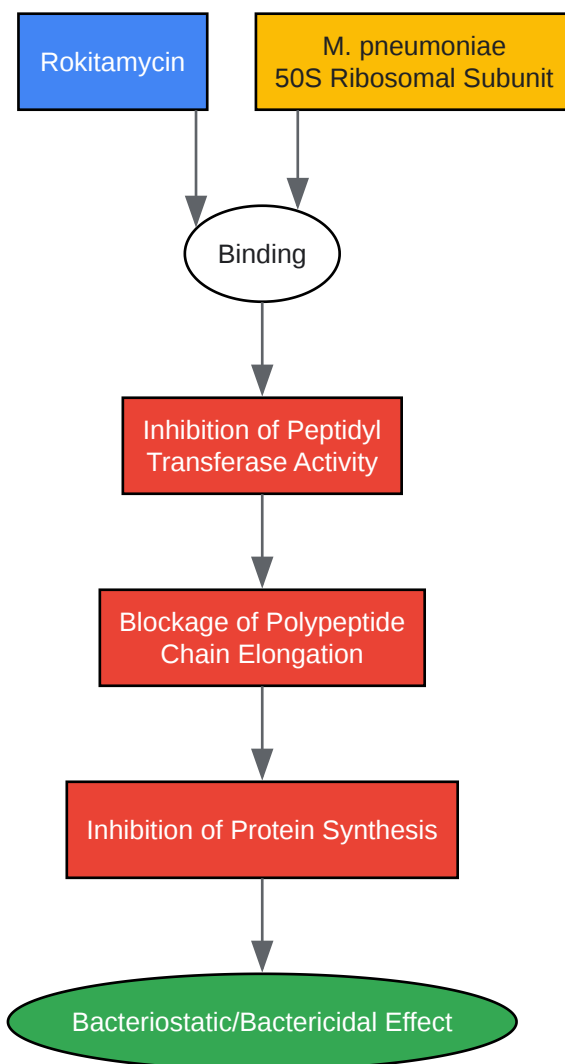 Rokitamycin
M. pneumoniae
50S Ribosomal Subunit
Binding
Inhibition of Peptidyl
Transferase Activity
Blockage of Polypeptide
Chain Elongation
Inhibition of Protein Synthesis
Bacteriostatic/Bactericidal Effect